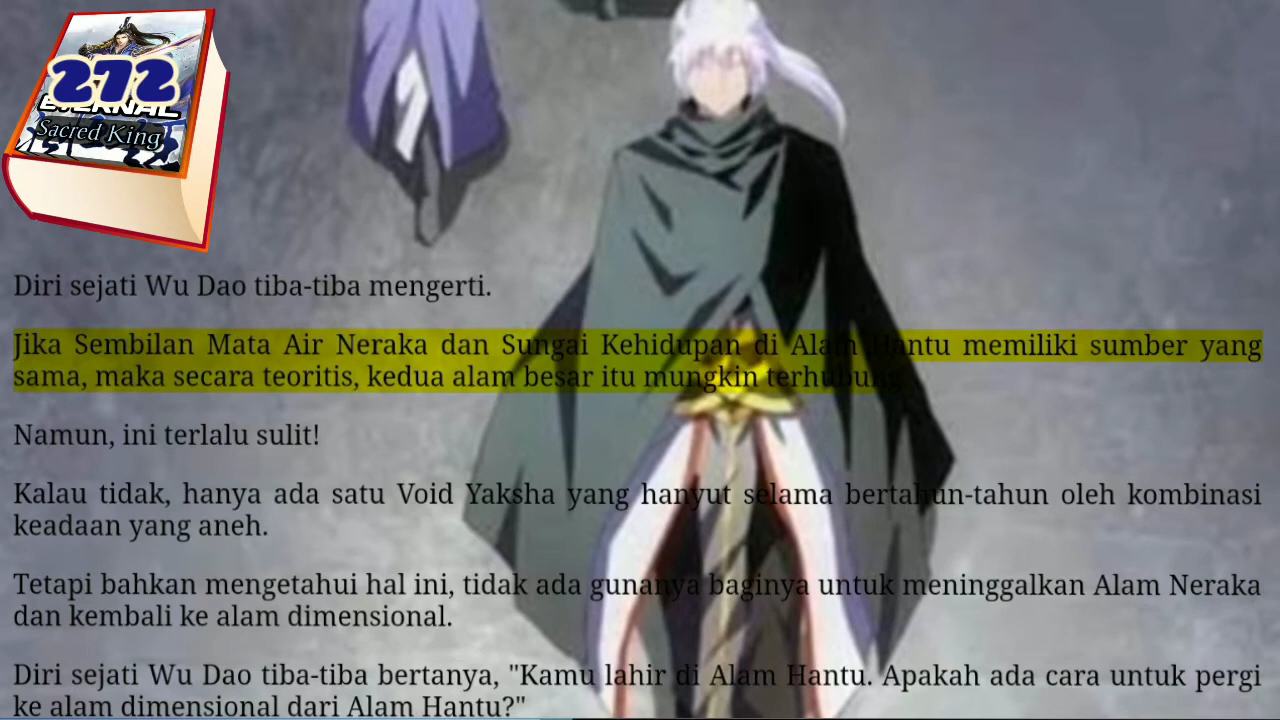 272
ETERNAL
Sacred King
Diri sejati Wu Dao tiba-tiba mengerti.
Jika Sembilan Mata Air Neraka dan Sungai Kehidupan di Alam Hantu memiliki sumber yang
sama, maka secara teoritis, kedua alam besar itu mungkin terhubung.
Namun, ini terlalu sulit!
Kalau tidak, hanya ada satu Void Yaksha yang hanyut selama bertahun-tahun oleh kombinasi
keadaan yang aneh.
Tetapi bahkan mengetahui hal ini, tidak ada gunanya baginya untuk meninggalkan Alam Neraka
dan kembali ke alam dimensional.
Diri sejati Wu Dao tiba-tiba bertanya, "Kamu lahir di Alam Hantu. Apakah ada cara untuk pergi
ke alam dimensional dari Alam Hantu?"